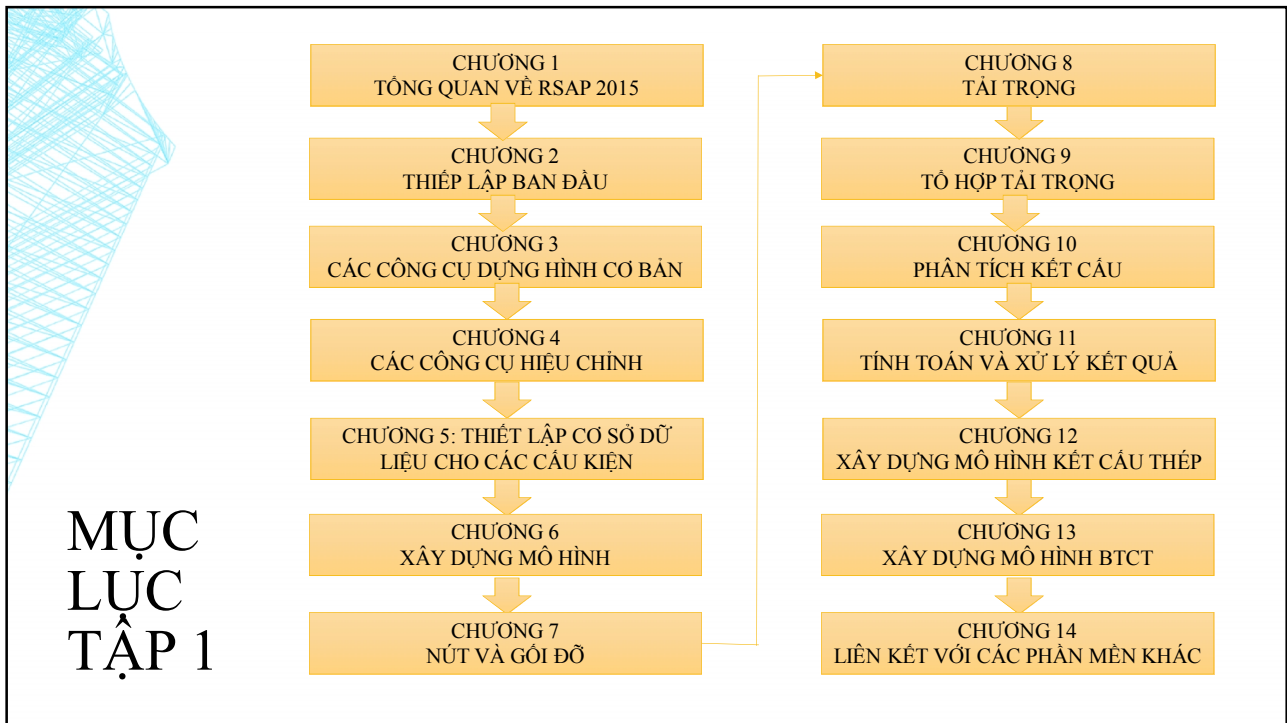 MỤC
LỤC
TẬP 1
CHƯƠNG 1
TỔNG QUAN VỀ RSAP 2015
CHƯƠNG 2
THIẾP LẬP BAN ĐẦU
CHƯƠNG 3
CÁC CÔNG CỤ DỰNG HÌNH CƠ BẢN
CHƯƠNG 4
CÁC CÔNG CỤ HIỆU CHỈNH
CHƯƠNG 5: THIẾT LẬP CƠ SỞ DỮ
LIỆU CHO CÁC CẤU KIỆN
CHƯƠNG 6
XÂY DỰNG MÔ HÌNH
CHƯƠNG 7
NÚT VÀ GỐI ĐỠ
CHƯƠNG 8
TẢI TRỌNG
CHƯƠNG 9
TỔ HỢP TẢI TRỌNG
CHƯƠNG 10
PHÂN TÍCH KẾT CẤU
CHƯƠNG 11
TÍNH TOÁN VÀ XỬ LÝ KẾT QUẢ
CHƯƠNG 12
XÂY DỰNG MÔ HÌNH KẾT CẤU THÉP
CHƯƠNG 13
XÂY DỰNG MÔ HÌNH BTCT
CHƯƠNG 14
LIÊN KẾT VỚI CÁC PHẦN MỀN KHÁC